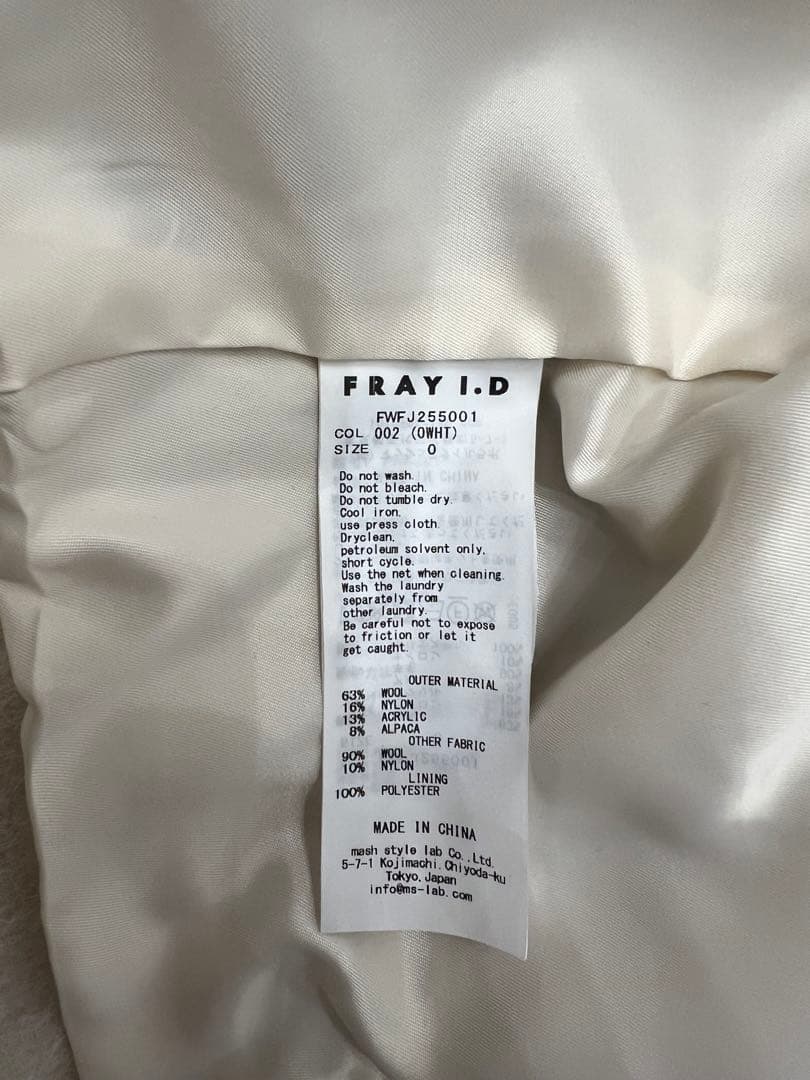 FRAY I.D
FWFJ255001
COL 002 (OWHT)
SIZE 0
Do not wash.
Do not bleach.
Do not tumble dry.
Cool iron.
use press cloth.
Dryclean.
petroleum solvent only.
short cycle.
Use the net when cleaning.
Wash the laundry
separately from
other laundry.
Be careful not to expose
to friction or let it
get caught.
OUTER MATERIAL
63% WOOL
16% NYLON
13% ACRYLIC
8% ALPACA
OTHER FABRIC
90% WOOL
10% NYLON
LINING
100% POLYESTER
MADE IN CHINA
mash style lab Co.,Ltd.
5-7-1 Kojimachi.Chiyoda-ku
Tokyo.Japan
info@ms-lab.com